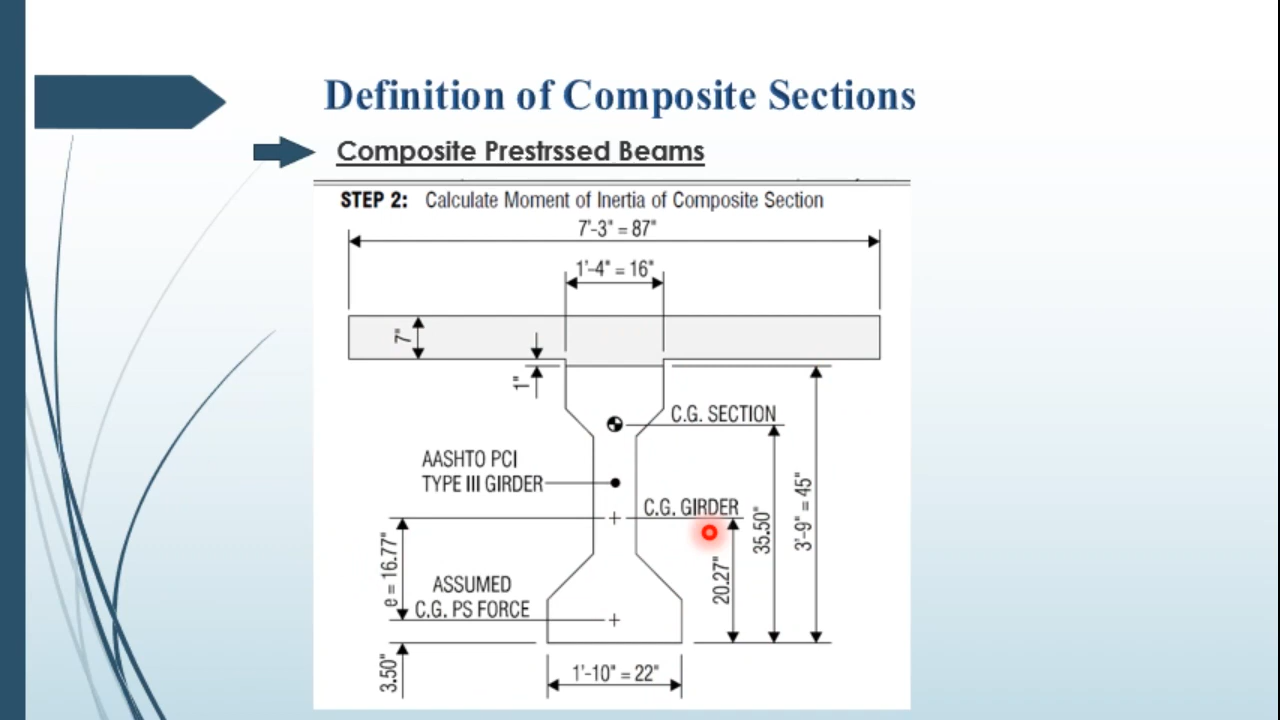 Definition of Composite Sections
Composite Prestrssed Beams
STEP 2: Calculate Moment of Inertia of Composite Section
7'-3" = 87"
1'-4" = 16"
7"
1"
C.G. SECTION
AASHTO PCI
TYPE III GIRDER
C.G. GIRDER
35.50"
3'-9" = 45"
e = 16.77"
20.27"
ASSUMED
C.G. PS FORCE
3.50"
1'-10" = 22"